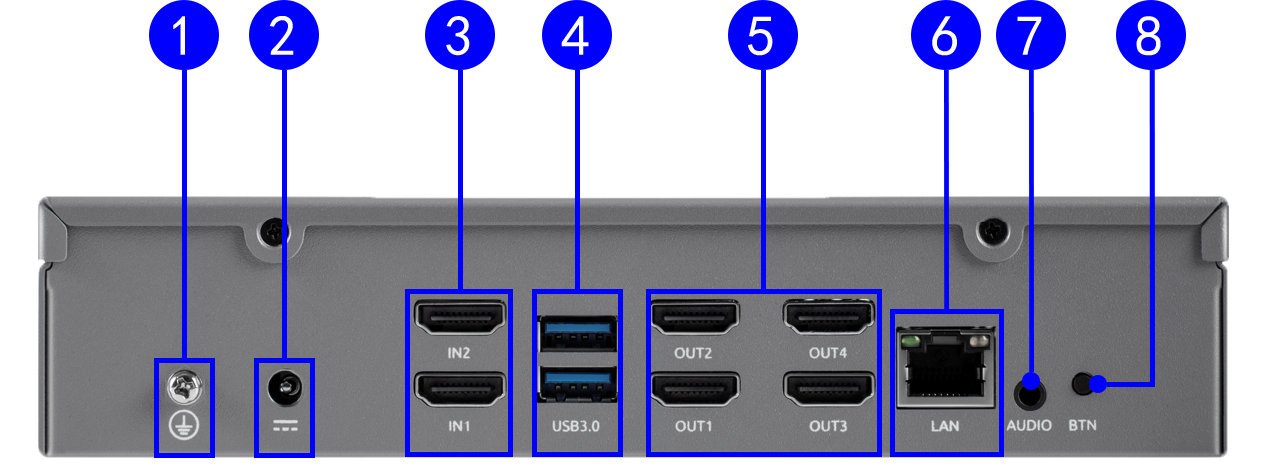 1 2 3 4 5 6 7 8
IN2 OUT2 OUT4
IN1 USB3.0 OUT1 OUT3 LAN AUDIO BTN